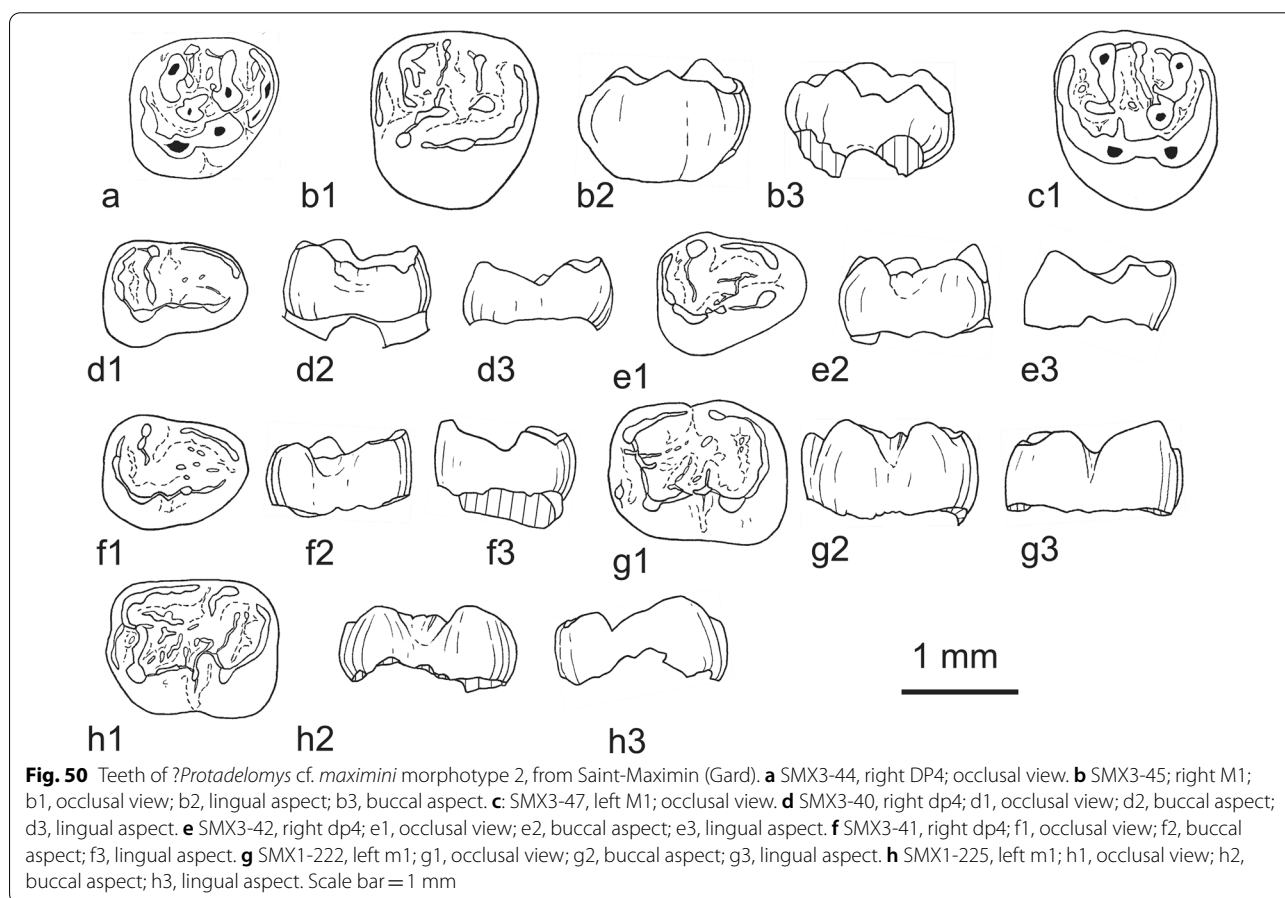 a
b1
b2
b3
c1
d1
d2
d3
e1
e2
e3
f1
f2
f3
g1
g2
g3
1 mm
h1
h2
h3
Fig. 50 Teeth of ?Protadelomys cf. maximini morphotype 2, from Saint-Maximin (Gard). a SMX3-44, right DP4; occlusal view. b SMX3-45; right M1;
b1, occlusal view; b2, lingual aspect; b3, buccal aspect. c: SMX3-47, left M1; occlusal view. d SMX3-40, right dp4; d1, occlusal view; d2, buccal aspect;
d3, lingual aspect. e SMX3-42, right dp4; e1, occlusal view; e2, buccal aspect; e3, lingual aspect. f SMX3-41, right dp4; f1, occlusal view; f2, buccal
aspect; f3, lingual aspect. g SMX1-222, left m1; g1, occlusal view; g2, buccal aspect; g3, lingual aspect. h SMX1-225, left m1; h1, occlusal view; h2,
buccal aspect; h3, lingual aspect. Scale bar = 1 mm